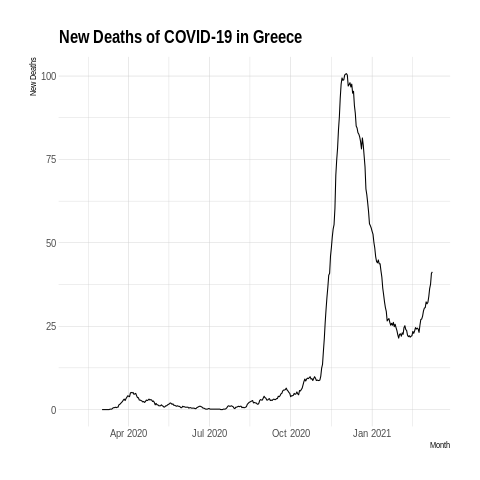 New Deaths of COVID-19 in Greece
New Deaths
100
75
50
25
0
Apr 2020
Jul 2020
Oct 2020
Jan 2021
Month